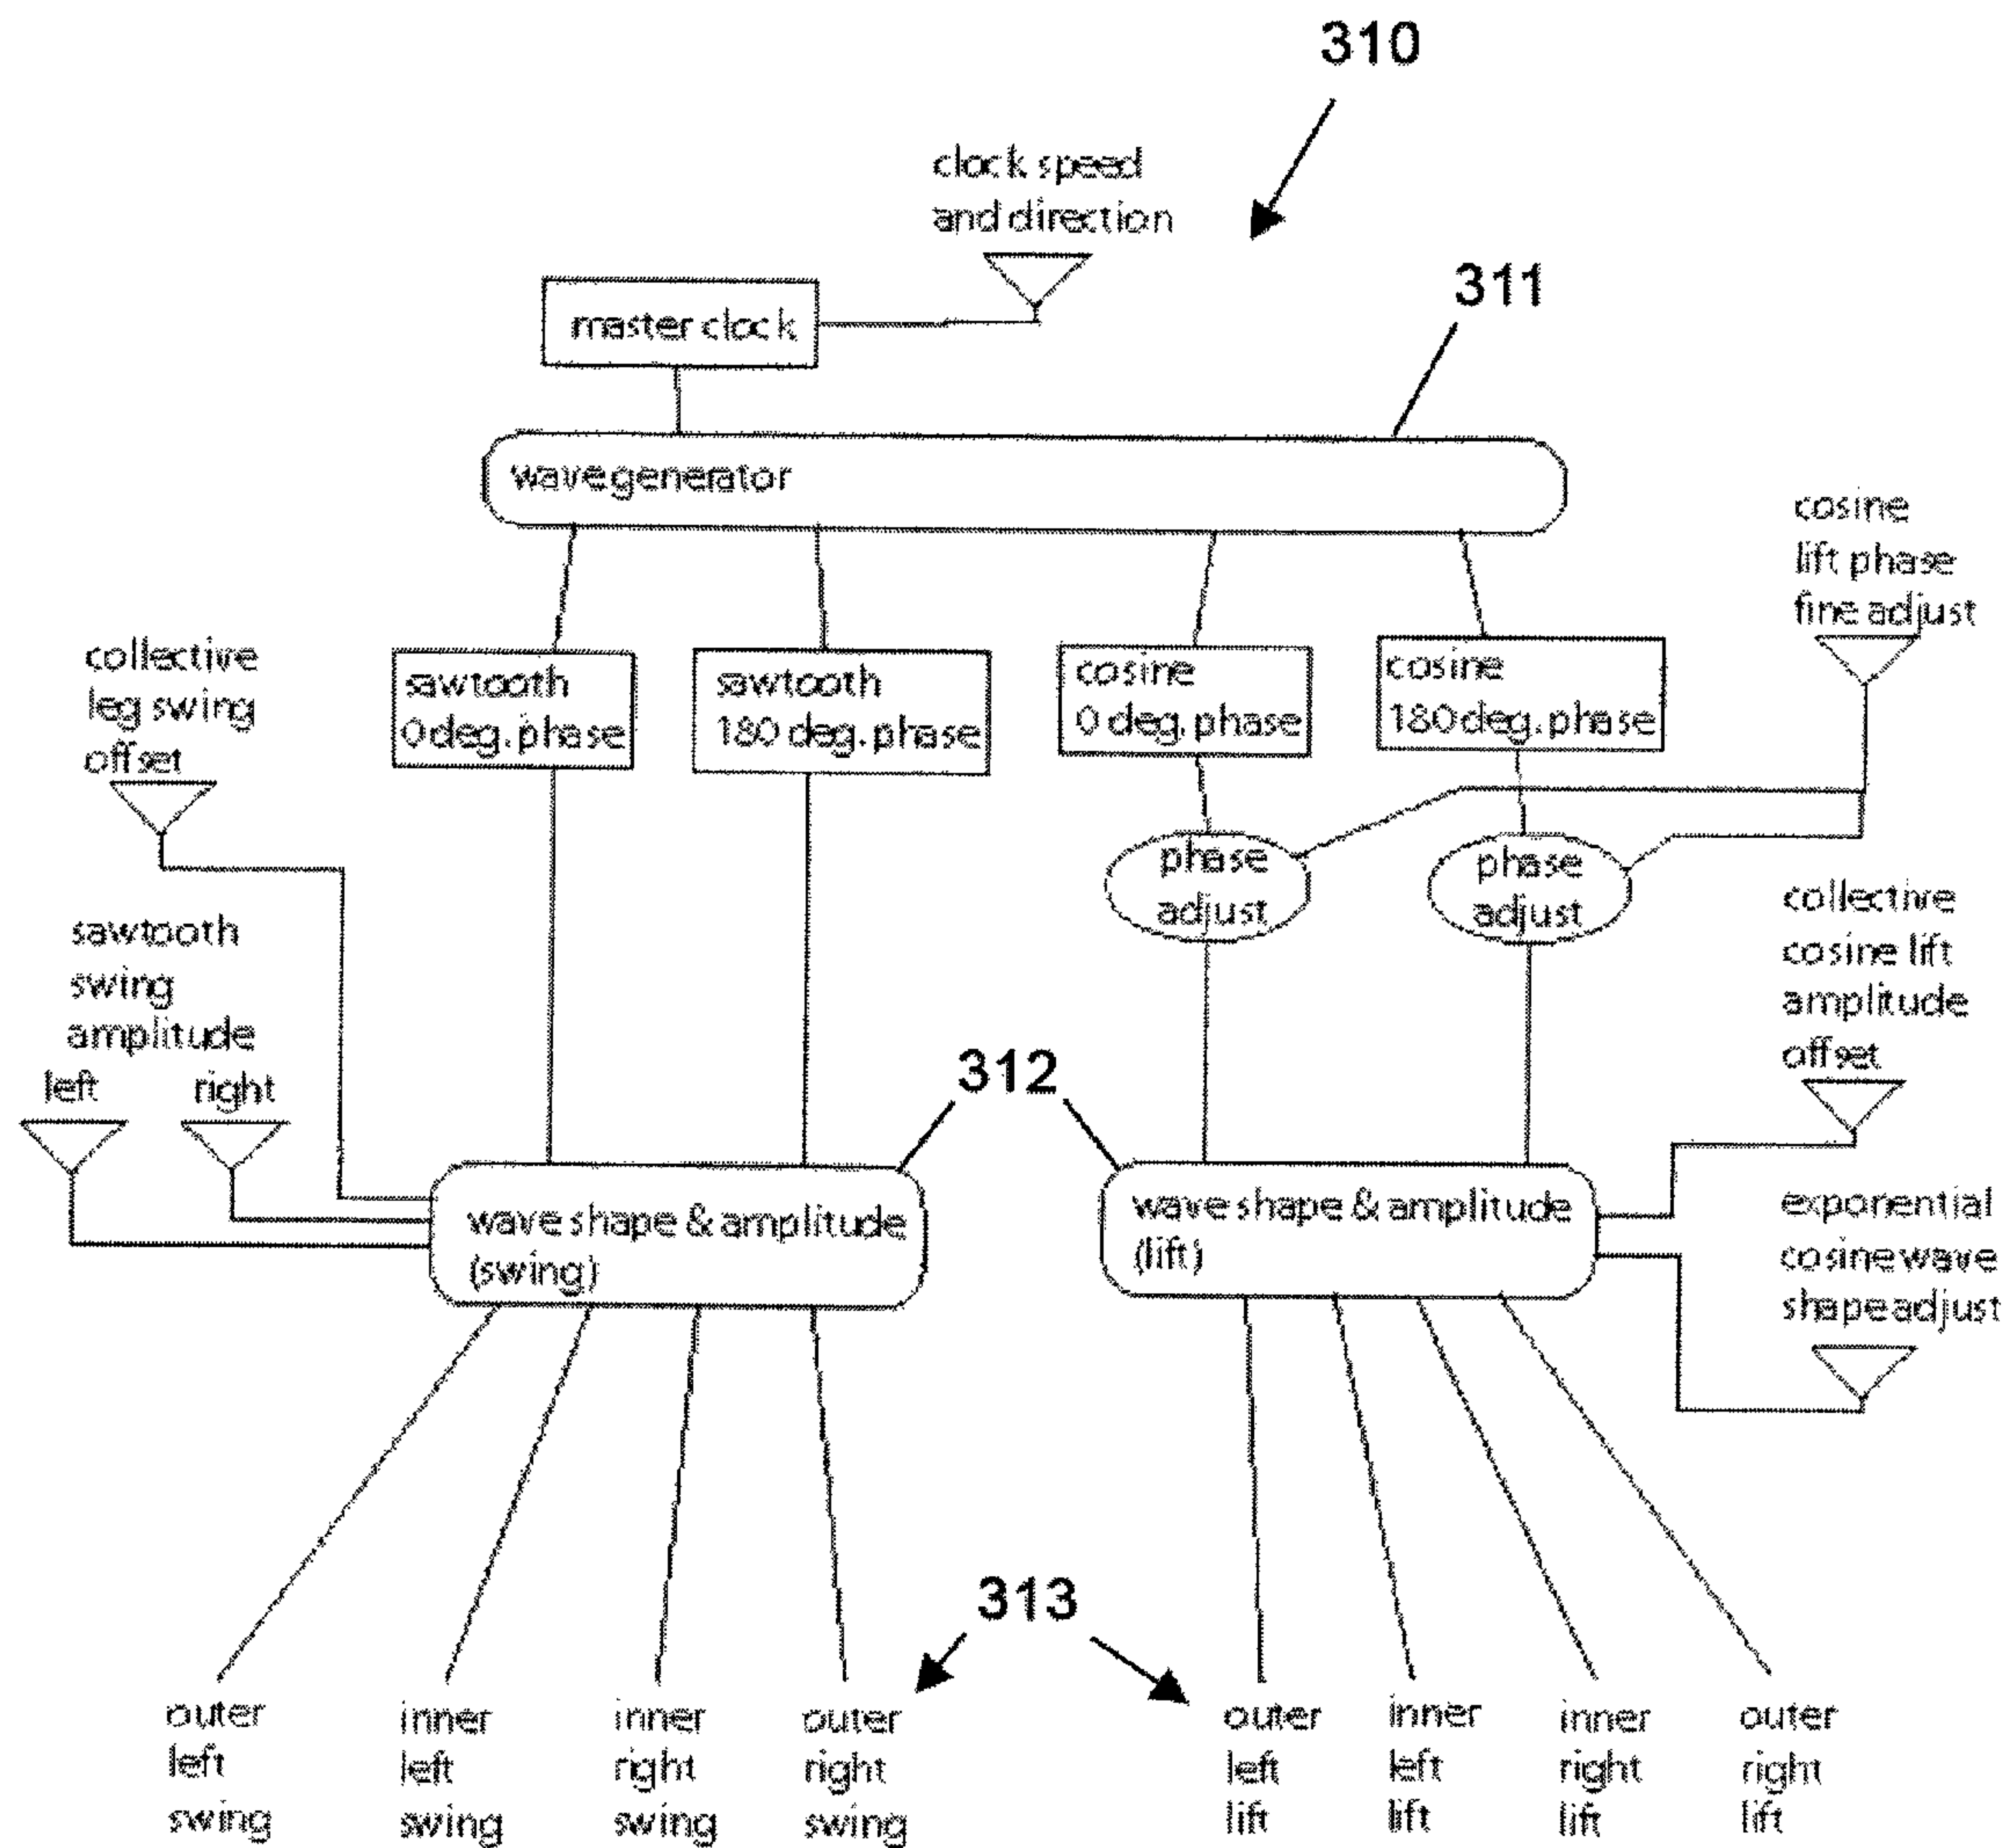 310
clock speed
and direction
311
master clock
wave generator
cosine
lift phase
fine adjust
collective
leg swing
offset
sawtooth
0 deg. phase
sawtooth
180 deg. phase
cosine
0 deg. phase
cosine
180 deg. phase
phase
adjust
phase
adjust
sawtooth
swing
amplitude
left
right
collective
cosine lift
amplitude
offset
312
wave shape & amplitude
(swing)
wave shape & amplitude
(lift)
exponential
cosine wave
shape adjust
313
outer
left
swing
inner
left
swing
inner
right
swing
outer
right
swing
outer
left
lift
inner
left
lift
inner
right
lift
outer
right
lift